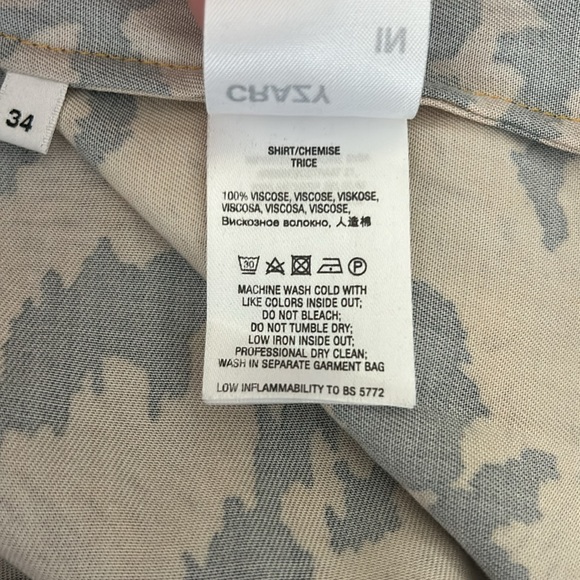 IN
CRAZY
34
SHIRT/CHEMISE
TRICE
100% VISCOSE, VISCOSE, VISKOSE,
VISCOSA, VISCOSA, VISCOSE,
Вискозное волокно, 人造棉
30
P
MACHINE WASH COLD WITH
LIKE COLORS INSIDE OUT;
DO NOT BLEACH;
DO NOT TUMBLE DRY;
LOW IRON INSIDE OUT;
PROFESSIONAL DRY CLEAN;
WASH IN SEPARATE GARMENT BAG
LOW INFLAMMABILITY TO BS 5772